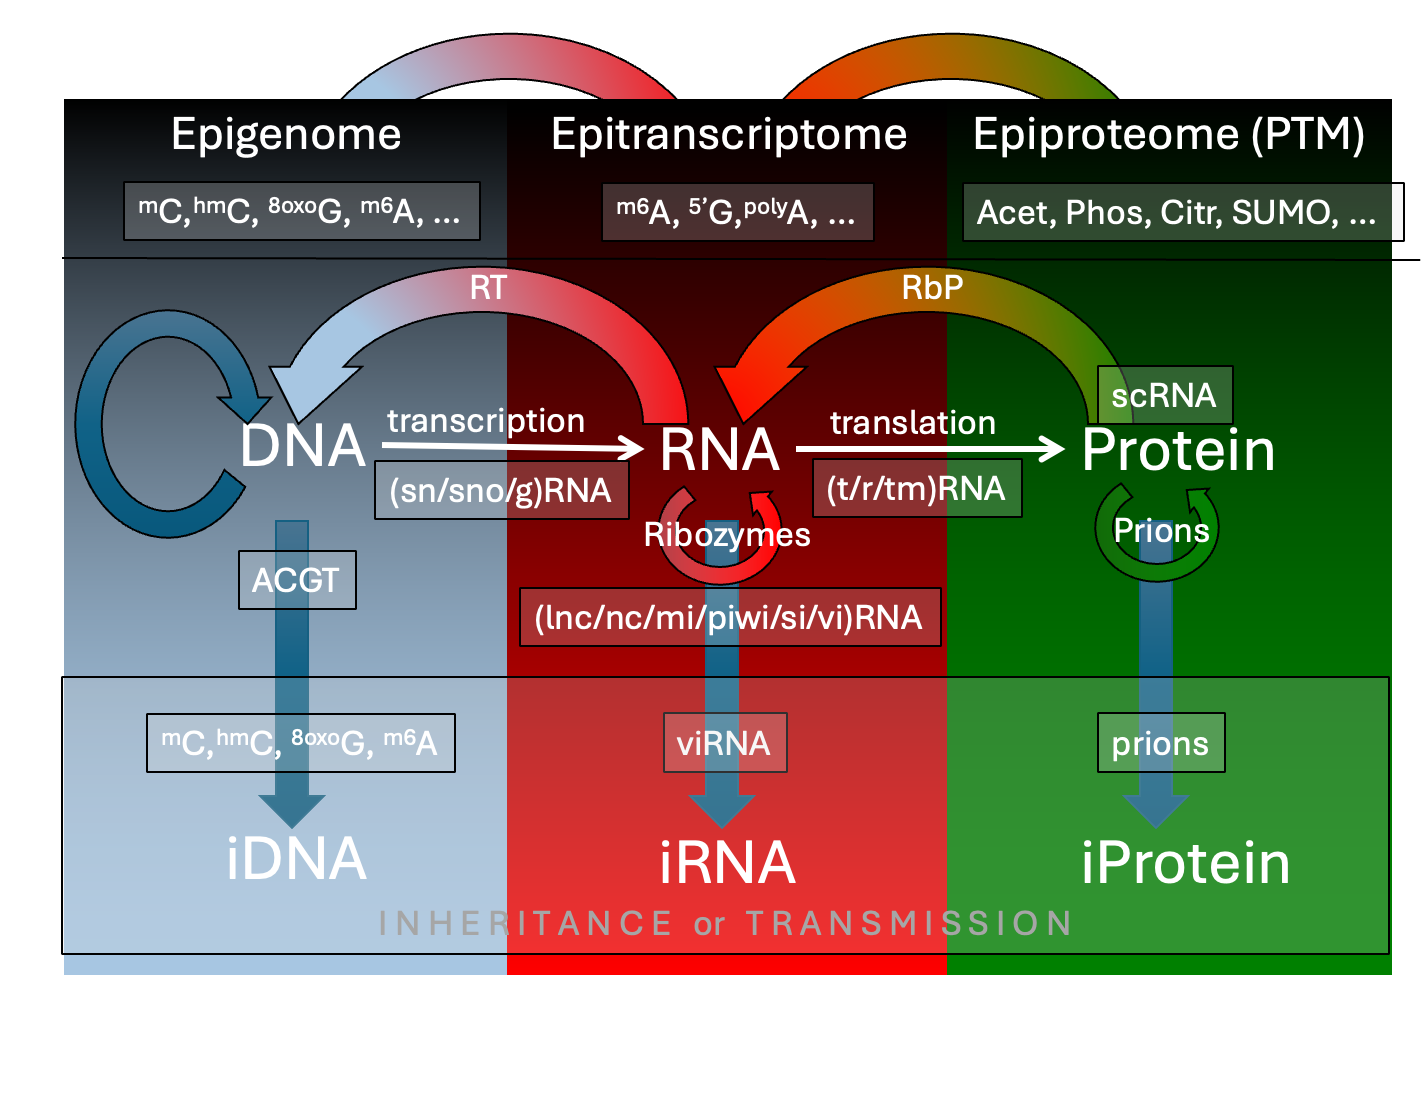 Epigenome
Epitranscriptome
Epiproteome (PTM)
mC,hmC, 8oxoG, m6A, ...
m6A, 5’G,polyA, ...
Acet, Phos, Citr, SUMO, ...
RT
RbP
scRNA
transcription
translation
DNA
RNA
Protein
(sn/sno/g)RNA
(t/r/tm)RNA
Ribozymes
Prions
ACGT
(lnc/nc/mi/piwi/si/vi)RNA
mC,hmC, 8oxoG, m6A
viRNA
prions
iDNA
iRNA
iProtein
INHERITANCE or TRANSMISSION